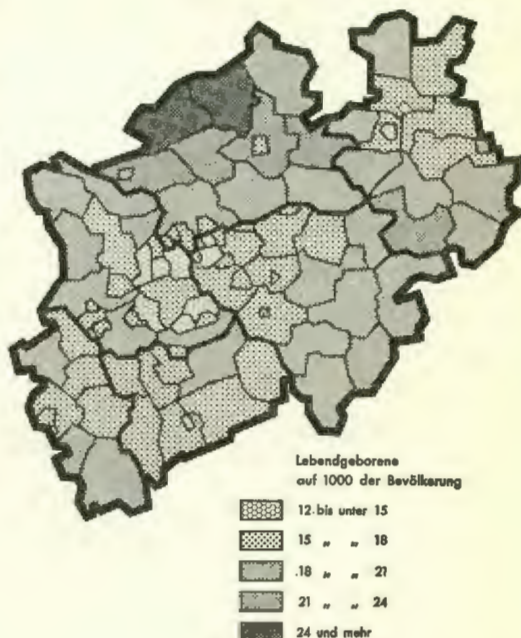 Lebendgeborene
auf 1000 der Bevölkerung
12 bis unter 15
15 „ „ 18
18 „ „ 21
21 „ „ 24
24 und mehr